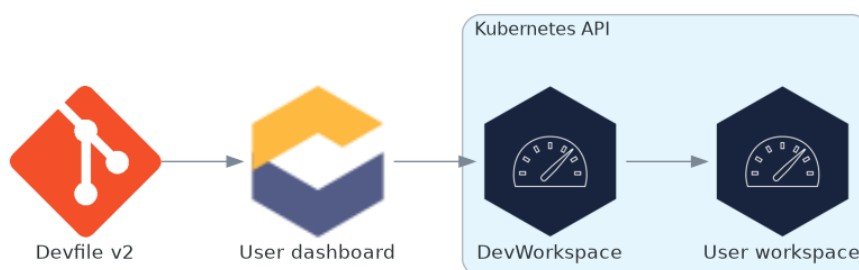 Kubernetes API
Devfile v2
User dashboard
DevWorkspace
User workspace